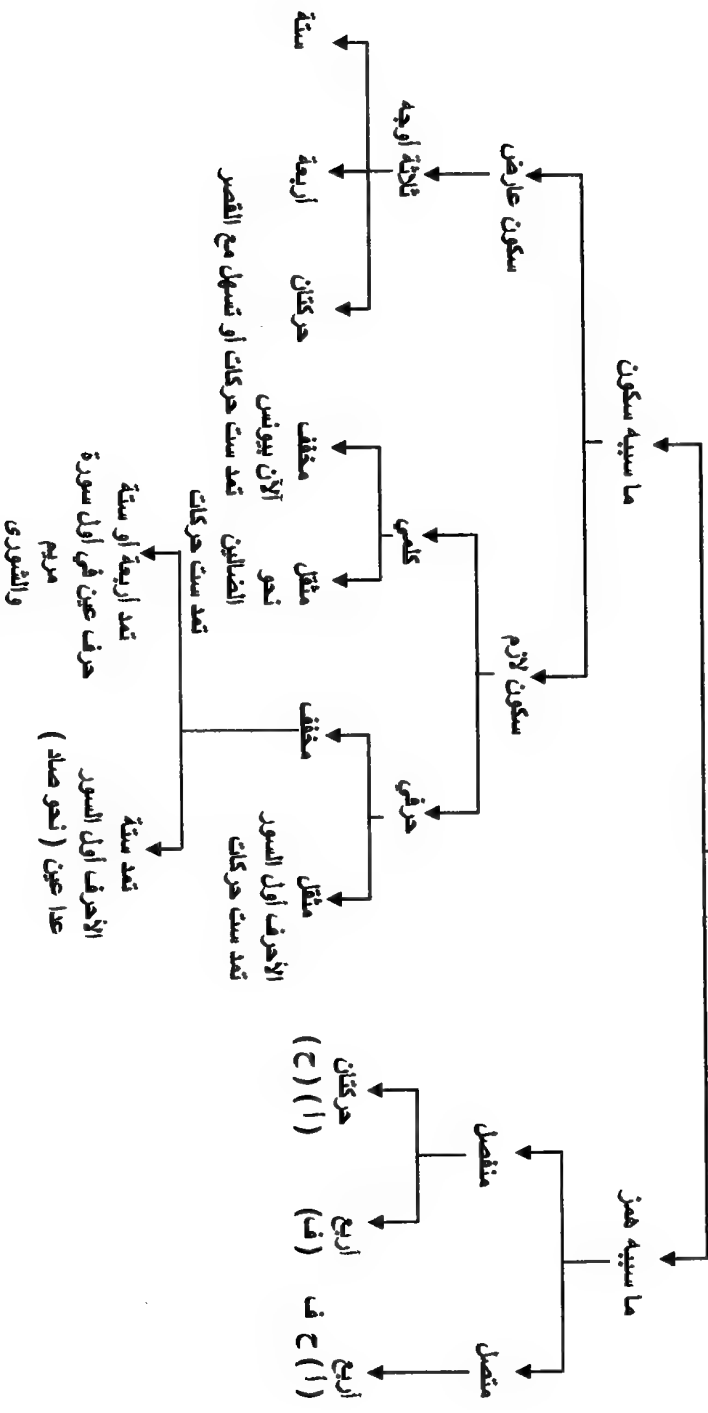 ما سببه همز
ما سببه سكون
متصل
منفصل
أربع
( أ ) ح ف
أربع
(ف)
حركتان
( أ ) ( ح )
سكون لازم
سكون عارض
حرفي
كلمي
مثقل
الأحرف أول السور
تمد ست حركات
مخفف
تمد ستة
الأحرف أول السور
عدا عين ( نحو صاد )
تمد أربعة أو ستة
حرف عين في أول سورة
مريم
والشورى
مثقل
نحو
الضالين
تمد ست حركات
مخفف
آلآن بيونس
تمد ست حركات أو تسهل مع القصر
ثلاثة أوجه
حركتان
أربعة
ستة